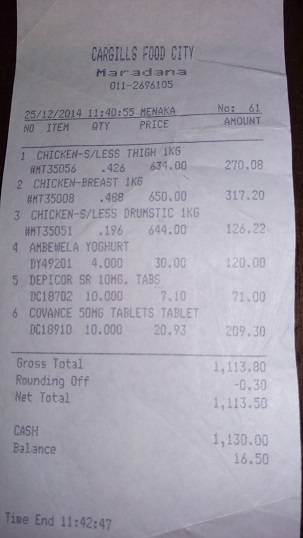 CARGILLS FOOD CITY
Maradana
011-2696105
25/12/2014 11:40:55 MENAKA No: 61
NO ITEM QTY PRICE AMOUNT
1 CHICKEN-S/LESS THIGH 1KG
#MT35056 .426 634.00 270.08
2 CHICKEN-BREAST 1KG
#MT35008 .488 650.00 317.20
3 CHICKEN-S/LESS DRUMSTIC 1KG
#MT35051 .196 644.00 126.22
4 AMBEWELA YOGHURT
DY49201 4.000 30.00 120.00
5 DEPICOR SR 10MG. TABS
DC18702 10.000 7.10 71.00
6 COVANCE 50MG TABLETS TABLET
DC18910 10.000 20.93 209.30
Gross Total 1,113.80
Rounding Off -0.30
Net Total 1,113.50
CASH 1,130.00
Balance 16.50
Time End 11:42:47